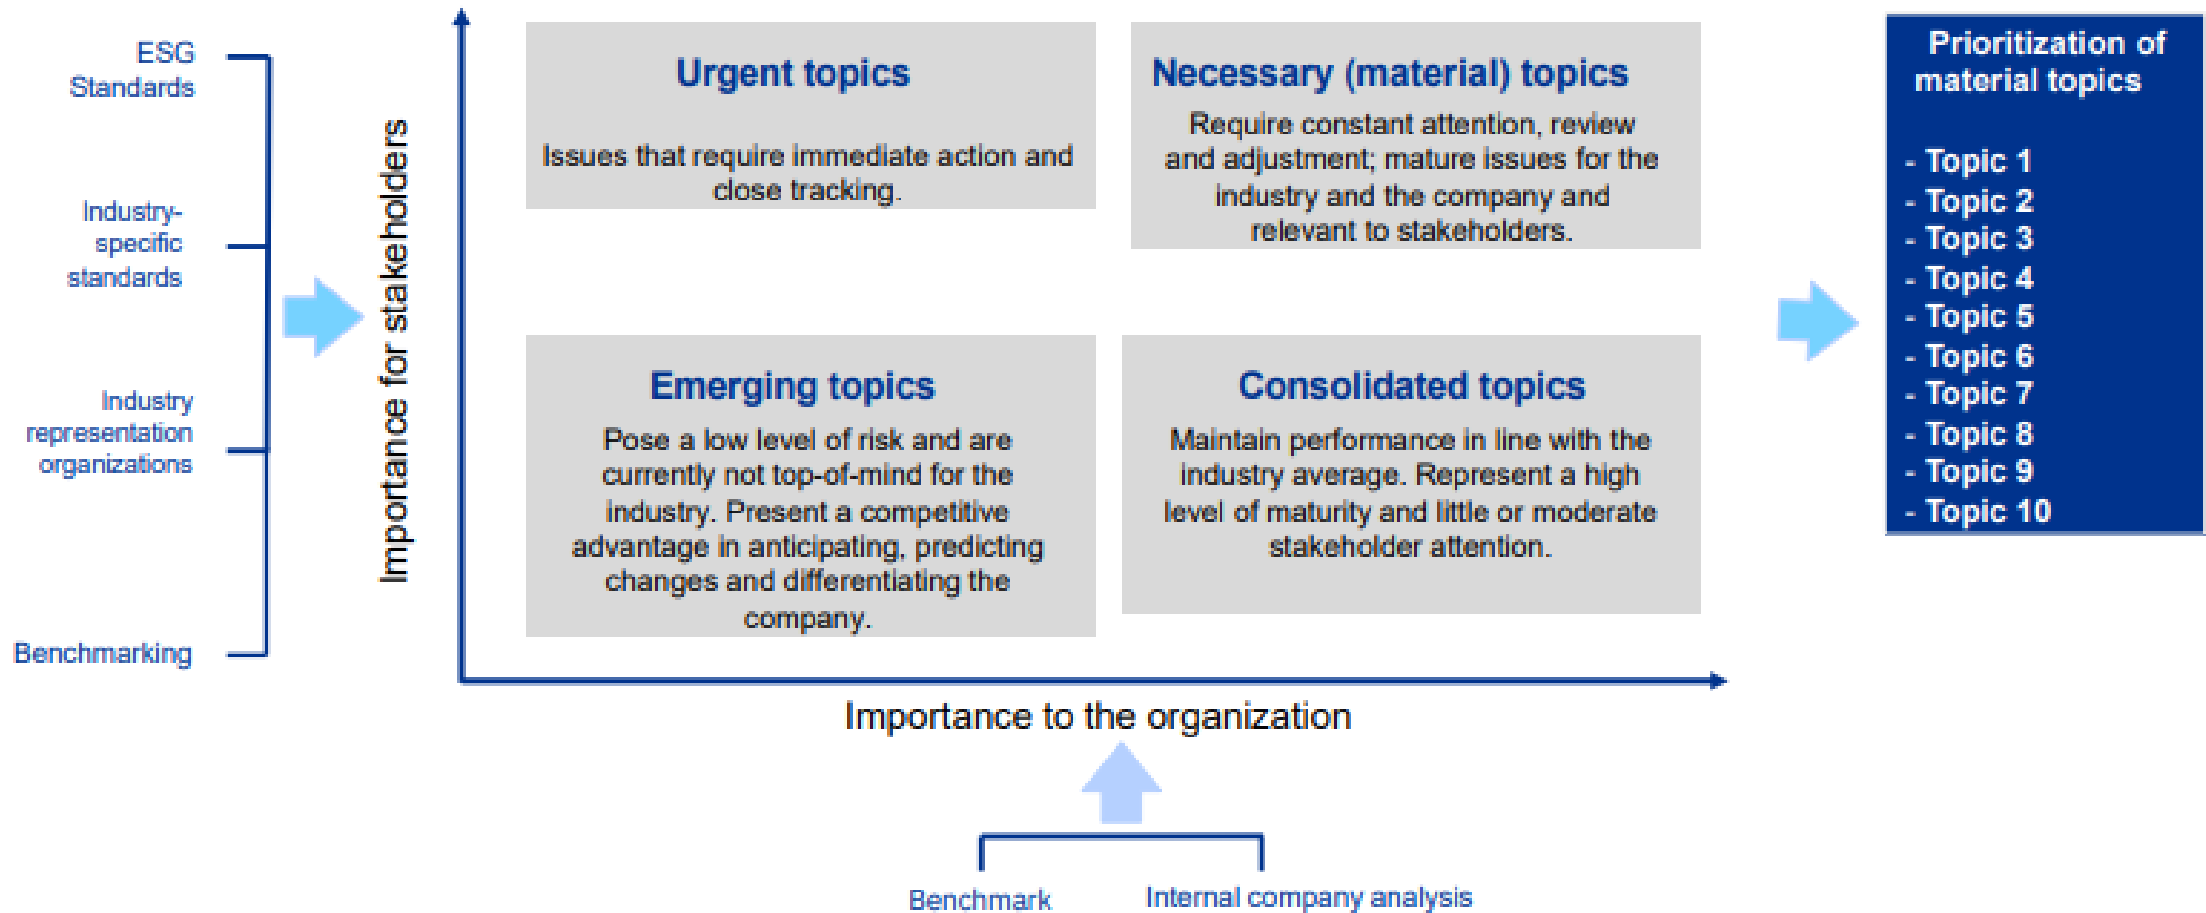 ESG
Standards
Industry-
specific
standards
Industry
representation
organizations
Benchmarking
Importance for stakeholders
Urgent topics
Issues that require immediate action and
close tracking.
Necessary (material) topics
Require constant attention, review
and adjustment; mature issues for the
industry and the company and
relevant to stakeholders.
Emerging topics
Pose a low level of risk and are
currently not top-of-mind for the
industry. Present a competitive
advantage in anticipating, predicting
changes and differentiating the
company.
Consolidated topics
Maintain performance in line with the
industry average. Represent a high
level of maturity and little or moderate
stakeholder attention.
Importance to the organization
Benchmark
Internal company analysis
Prioritization of
material topics
- Topic 1
- Topic 2
- Topic 3
- Topic 4
- Topic 5
- Topic 6
- Topic 7
- Topic 8
- Topic 9
- Topic 10